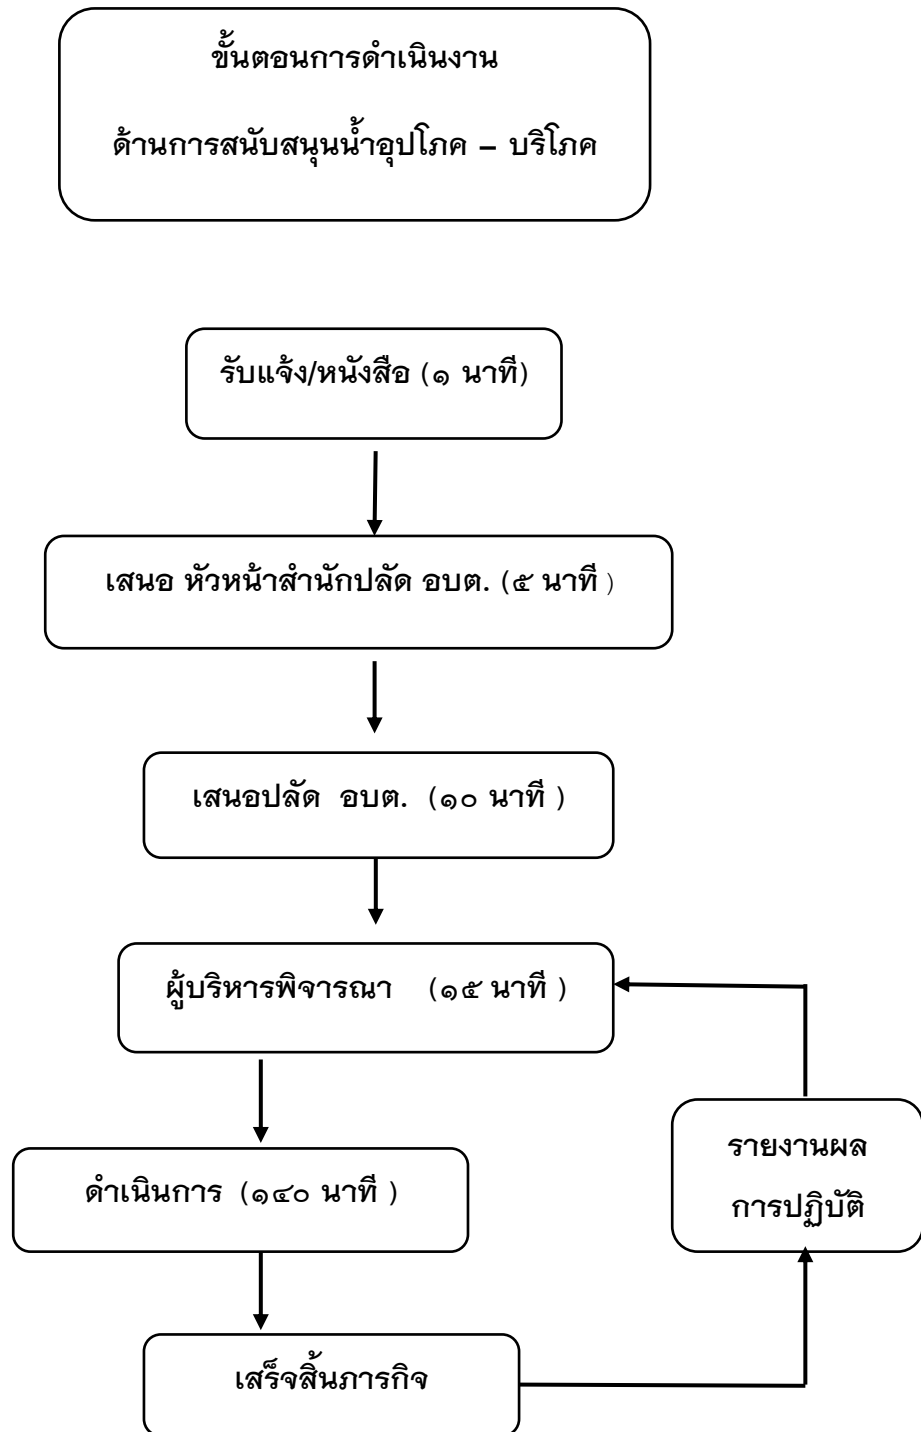 ขั้นตอนการดำเนินงาน
ด้านการสนับสนุนน้ำอุปโภค – บริโภค
รับแจ้ง/หนังสือ (๑ นาที)
เสนอ หัวหน้าสำนักปลัด อบต. (๕ นาที )
เสนอปลัด อบต. (๑๐ นาที )
ผู้บริหารพิจารณา (๑๕ นาที )
ดำเนินการ (๑๔๐ นาที )
รายงานผล
การปฏิบัติ
เสร็จสิ้นภารกิจ